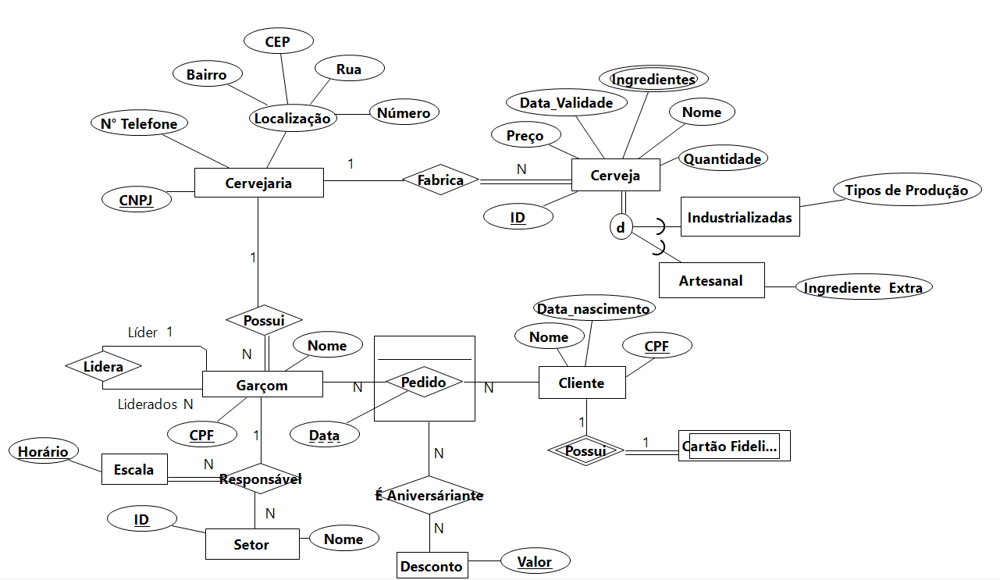 CEP
Bairro
Rua
Localização
Número
N° Telefone
Cervejaria
CNPJ
1
Fabrica
N
Ingredientes
Data_Validade
Nome
Preço
Quantidade
Cerveja
ID
d
Industrializadas
Tipos de Produção
Artesanal
Ingrediente Extra
1
Possui
N
Líder 1
Lidera
Liderados N
Nome
Garçom
CPF
N
Pedido
N
Data
Data_nascimento
Nome
CPF
Cliente
1
Possui
1
Cartão Fideli...
1
Horário
Escala
N
Responsável
N
ID
Setor
Nome
N
É Aniversáriante
N
Desconto
Valor